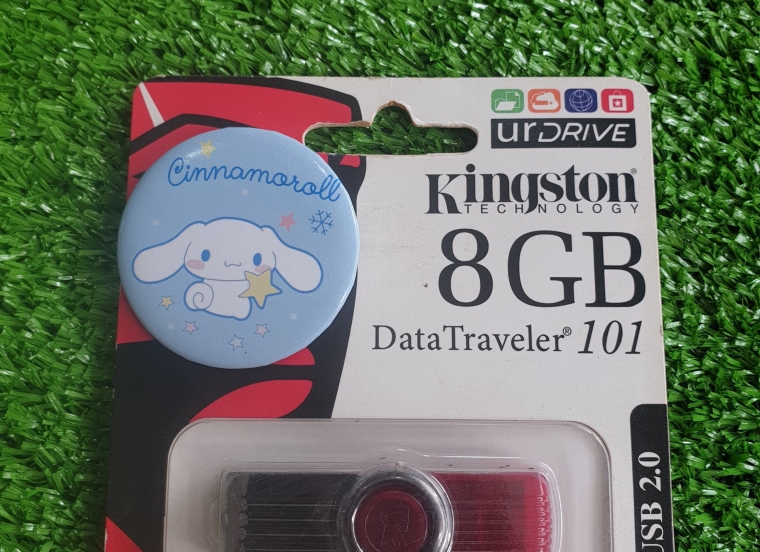 Cinnamoroll
urDRIVE
Kingston®
TECHNOLOGY
8GB
DataTraveler® 101
USB 2.0